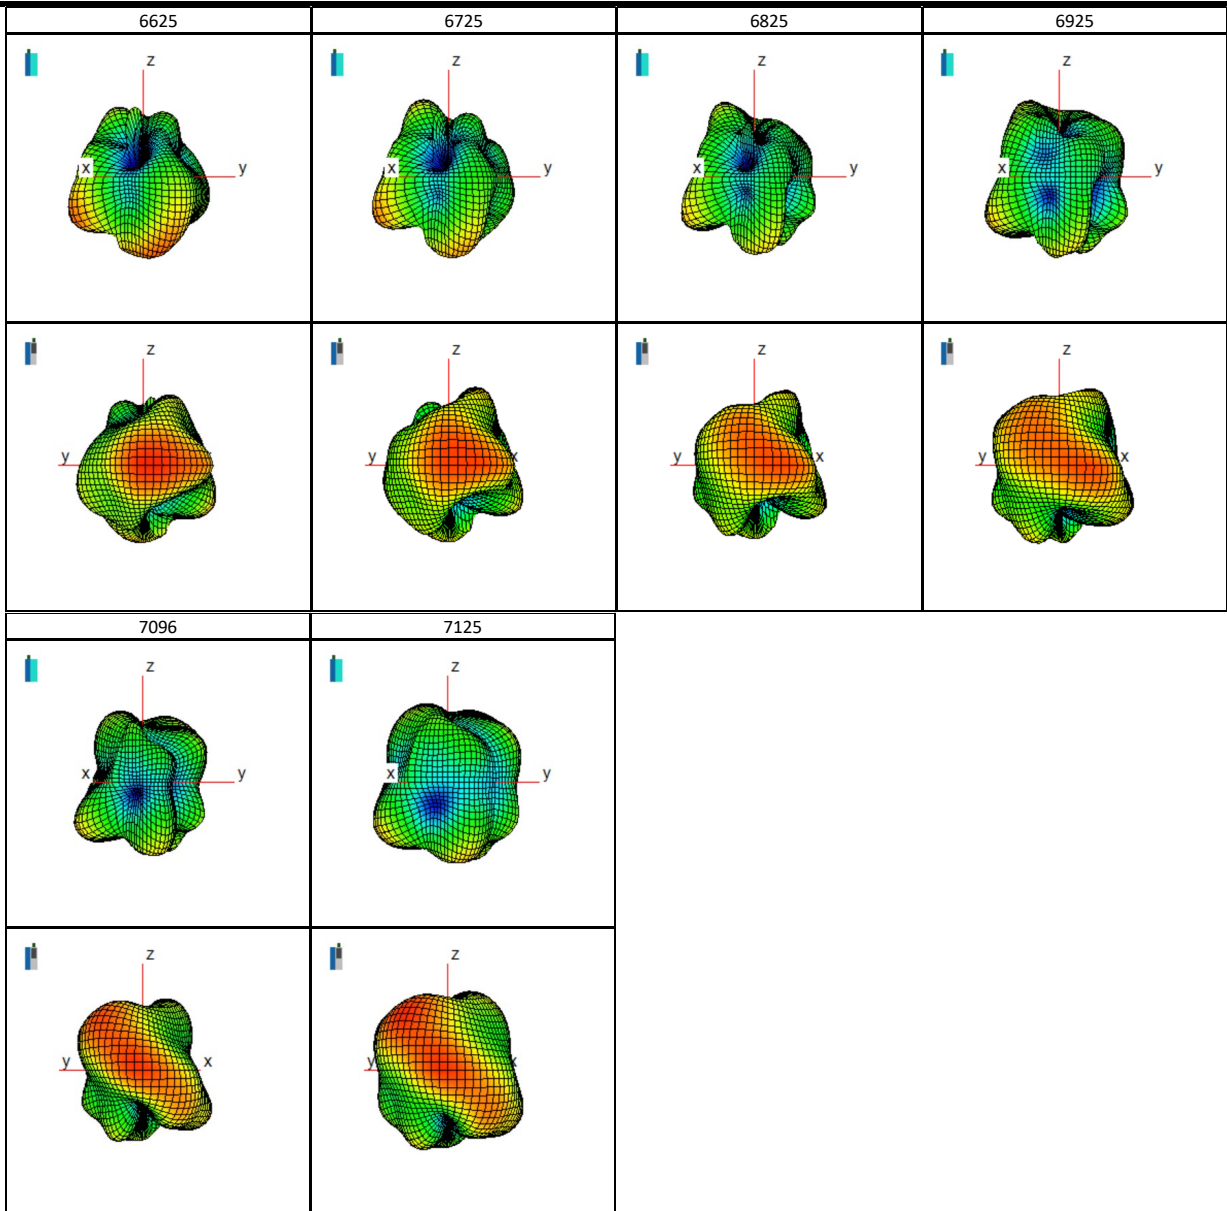 6625 6725 6825 6925
z z z z
x y x y x y x y
z z z z
y x y x y x y x
7096 7125
z z
x y x y
z z
y x y x